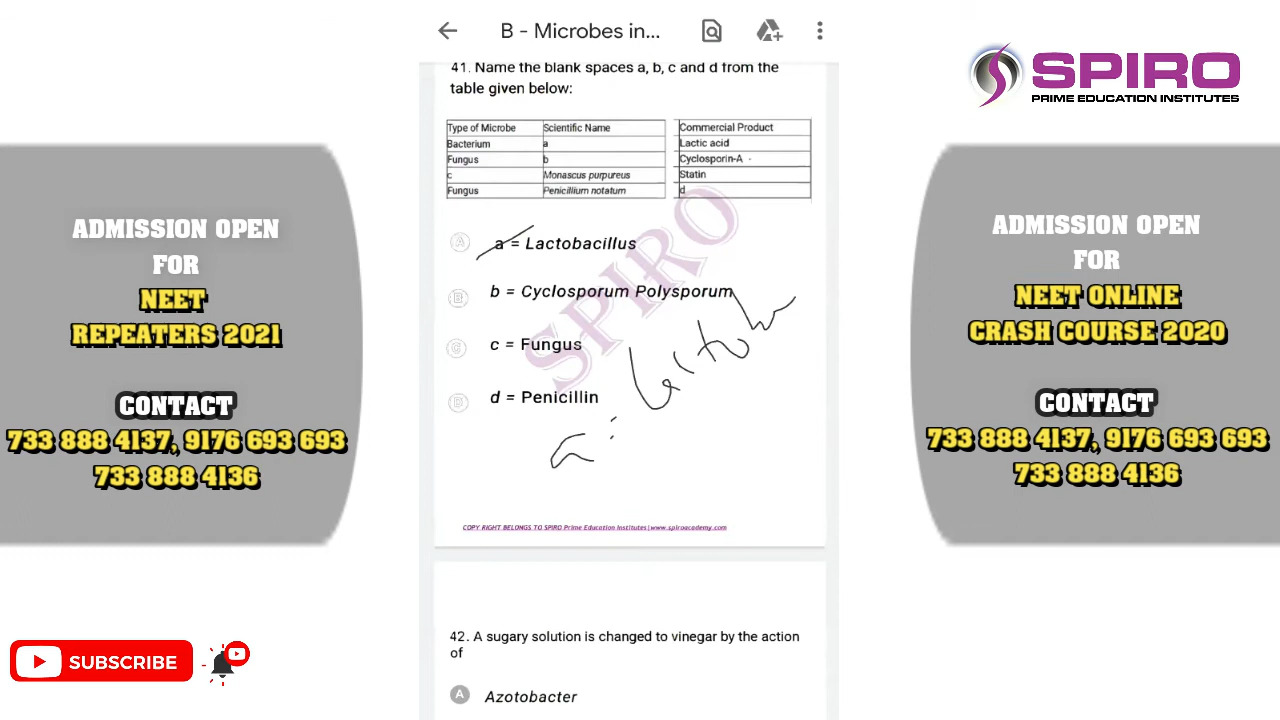 B - Microbes in...
SPIRO
PRIME EDUCATION INSTITUTES
41. Name the blank spaces a, b, c and d from the
table given below:
Type of Microbe Scientific Name Commercial Product
Bacterium a Lactic acid
Fungus b Cyclosporin-A
c Monascus purpureus Statin
Fungus Penicillium notatum d
A a = Lactobacillus
B b = Cyclosporum Polysporum
C c = Fungus
D d = Penicillin
SPIRO
a :
COPY RIGHT BELONGS TO SPIRO Prime Education Institutes|www.spiroacademy.com
42. A sugary solution is changed to vinegar by the action
of
A Azotobacter
ADMISSION OPEN
FOR
NEET
REPEATERS 2021
CONTACT
733 888 4137, 9176 693 693
733 888 4136
ADMISSION OPEN
FOR
NEET ONLINE
CRASH COURSE 2020
CONTACT
733 888 4137, 9176 693 693
733 888 4136
SUBSCRIBE